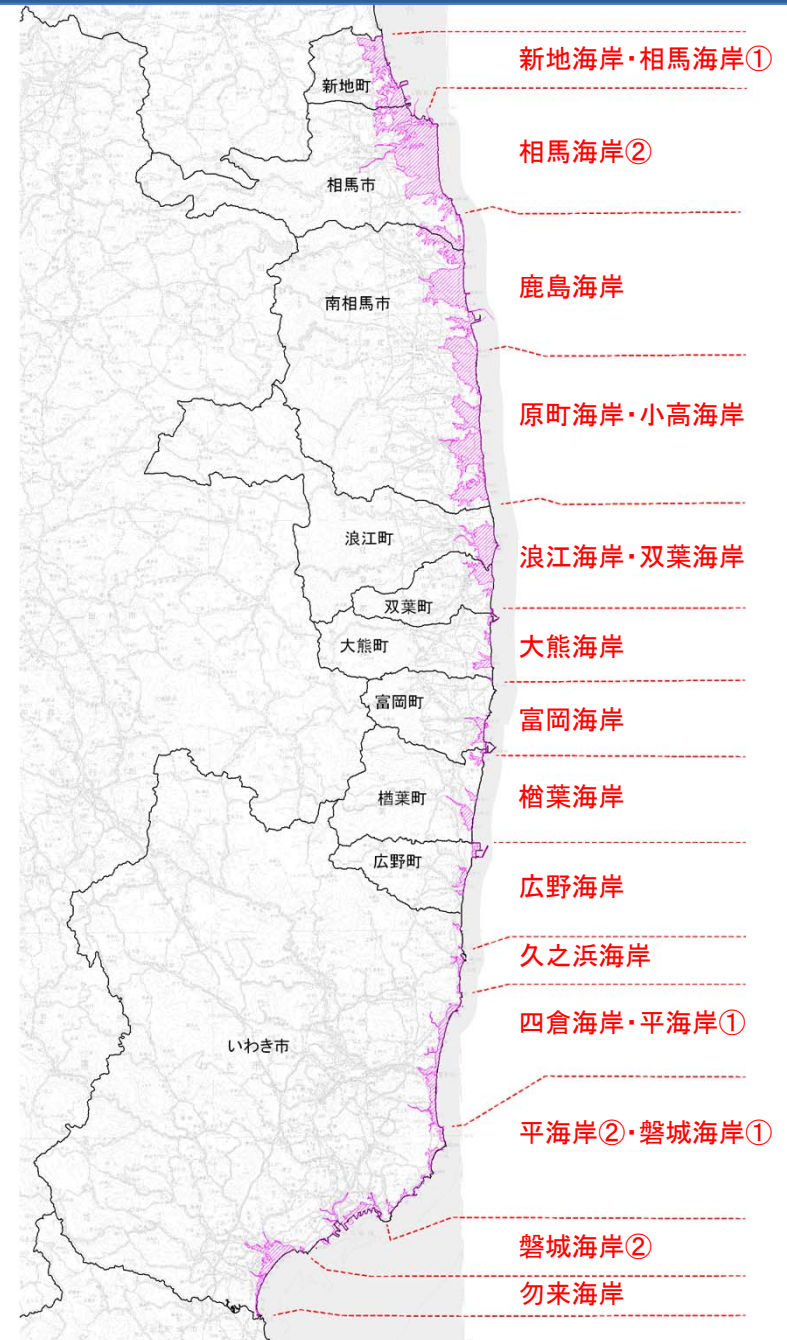 新地海岸・相馬海岸①
新地町
相馬海岸②
相馬市
鹿島海岸
南相馬市
原町海岸・小高海岸
浪江町
浪江海岸・双葉海岸
双葉町
大熊町
大熊海岸
富岡町
富岡海岸
楢葉町
楢葉海岸
広野町
広野海岸
久之浜海岸
四倉海岸・平海岸①
いわき市
平海岸②・磐城海岸①
磐城海岸②
勿来海岸